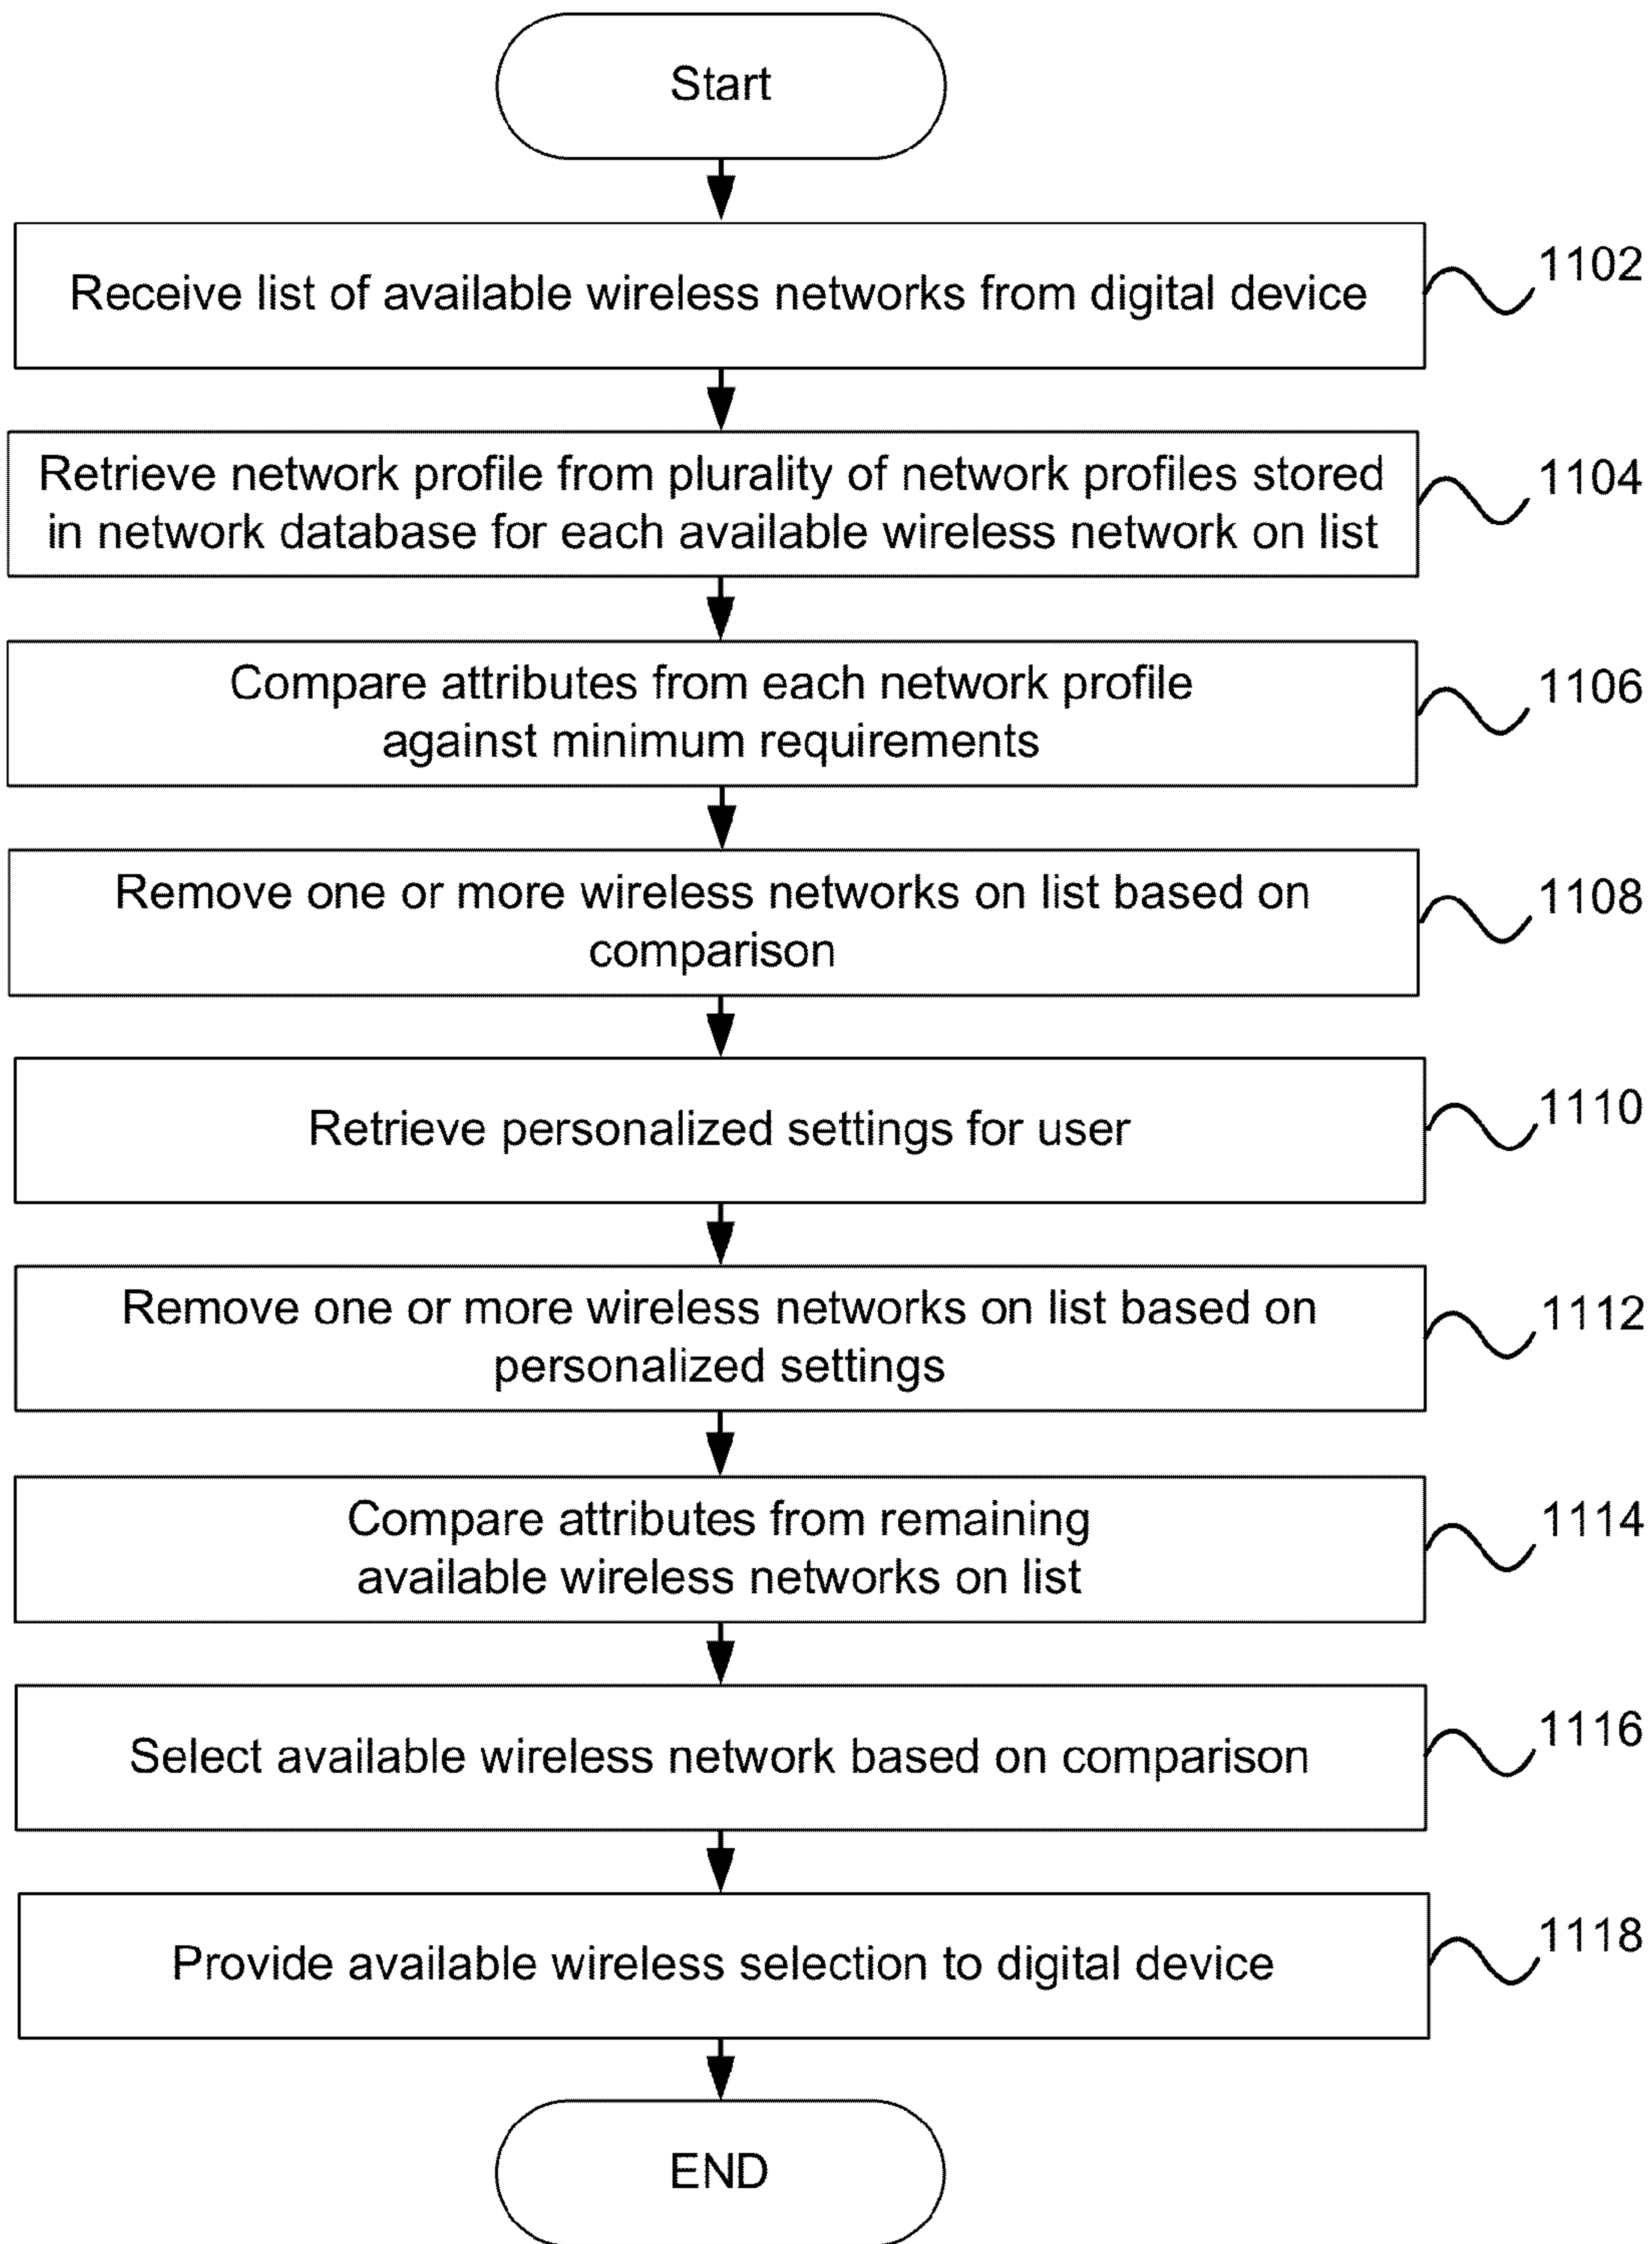 Start
Receive list of available wireless networks from digital device
1102
Retrieve network profile from plurality of network profiles stored
in network database for each available wireless network on list
1104
Compare attributes from each network profile
against minimum requirements
1106
Remove one or more wireless networks on list based on
comparison
1108
Retrieve personalized settings for user
1110
Remove one or more wireless networks on list based on
personalized settings
1112
Compare attributes from remaining
available wireless networks on list
1114
Select available wireless network based on comparison
1116
Provide available wireless selection to digital device
1118
END